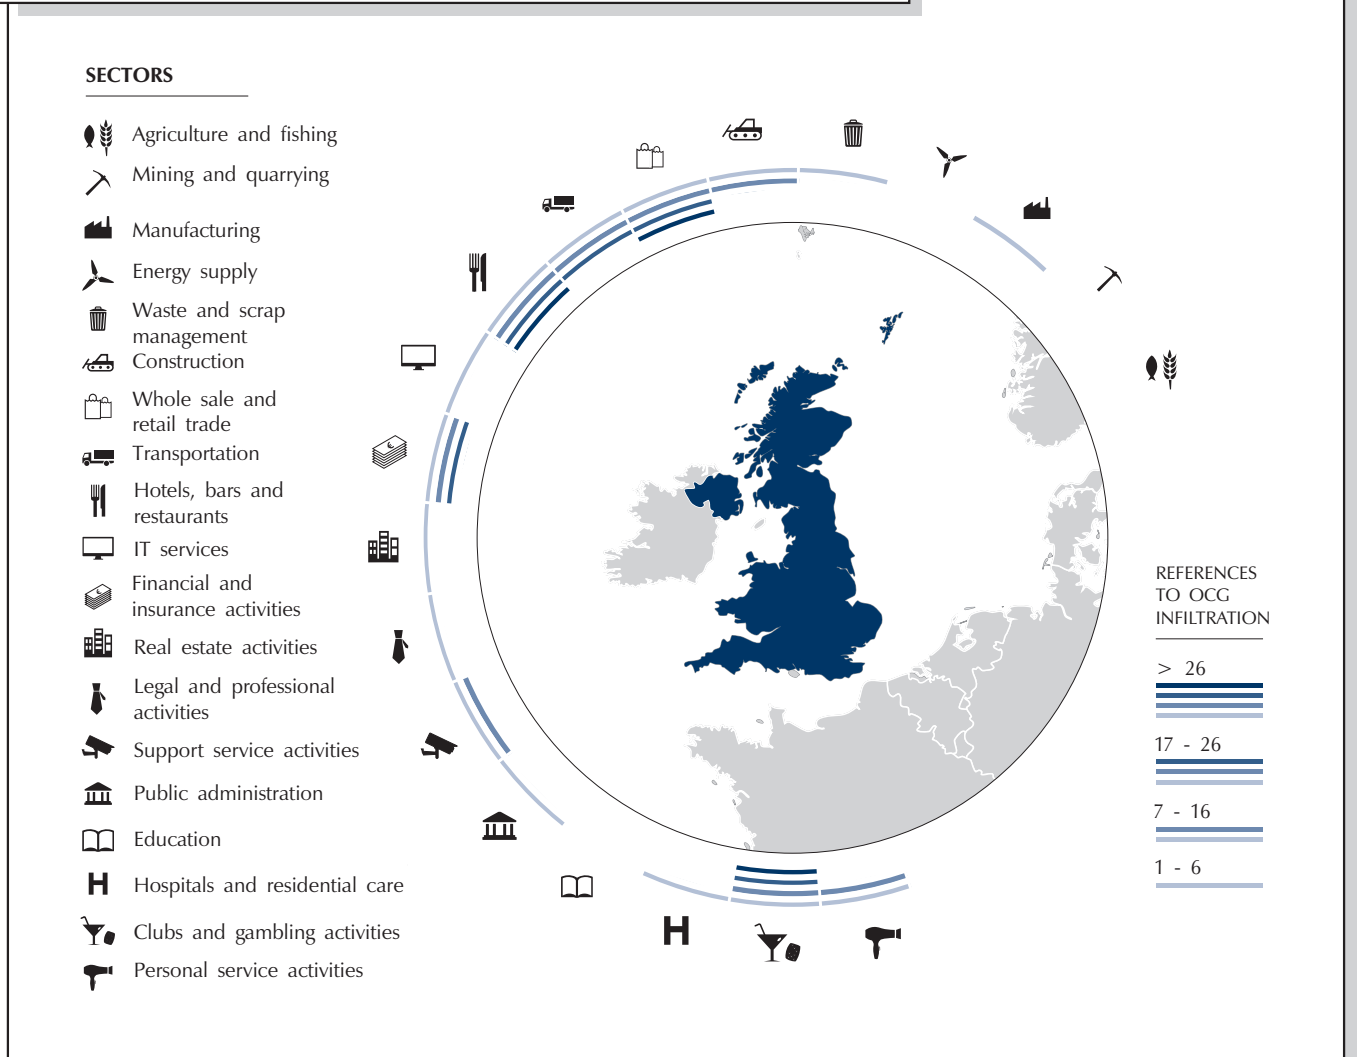 SECTORS
Agriculture and fishing
Mining and quarrying
Manufacturing
Energy supply
Waste and scrap
management
Construction
Whole sale and
retail trade
Transportation
Hotels, bars and
restaurants
IT services
Financial and
insurance activities
Real estate activities
Legal and professional
activities
Support service activities
Public administration
Education
H Hospitals and residential care
Clubs and gambling activities
Personal service activities
H
REFERENCES
TO OCG
INFILTRATION
> 26
17 - 26
7 - 16
1 - 6